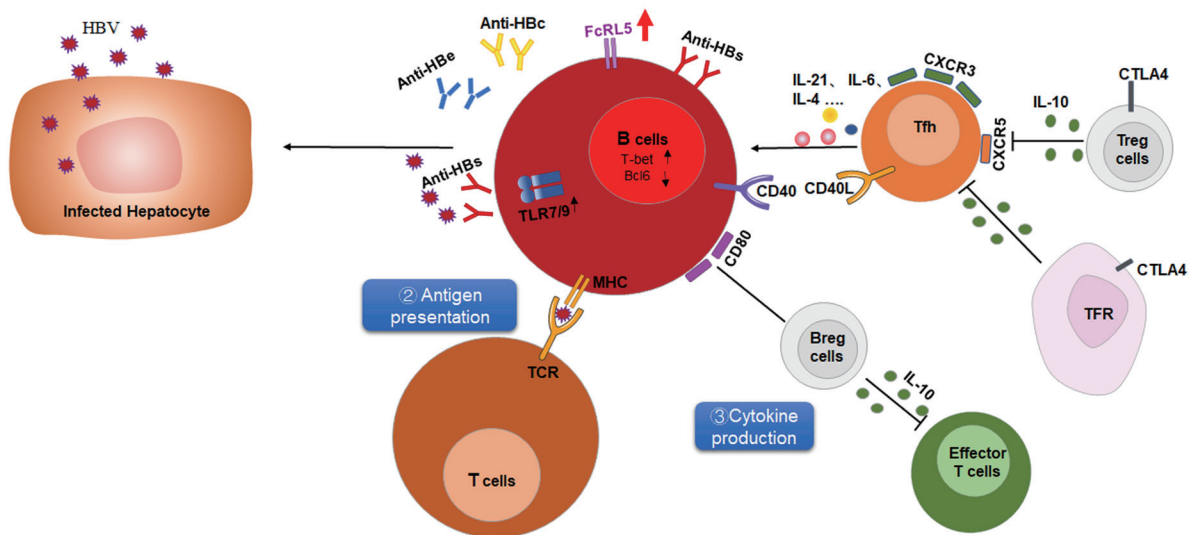 HBV
Infected Hepatocyte
Anti-HBc
Anti-HBe
FcRL5
Anti-HBs
B cells
T-bet
Bcl6
Anti-HBs
TLR7/9
MHC
CD80
CD40
CD40L
IL-21、 IL-6、
IL-4 ....
CXCR3
Tfh
CXCR5
IL-10
CTLA4
Treg
cells
CTLA4
TFR
② Antigen
presentation
TCR
T cells
Breg
cells
IL-10
③Cytokine
production
Effector
T cells